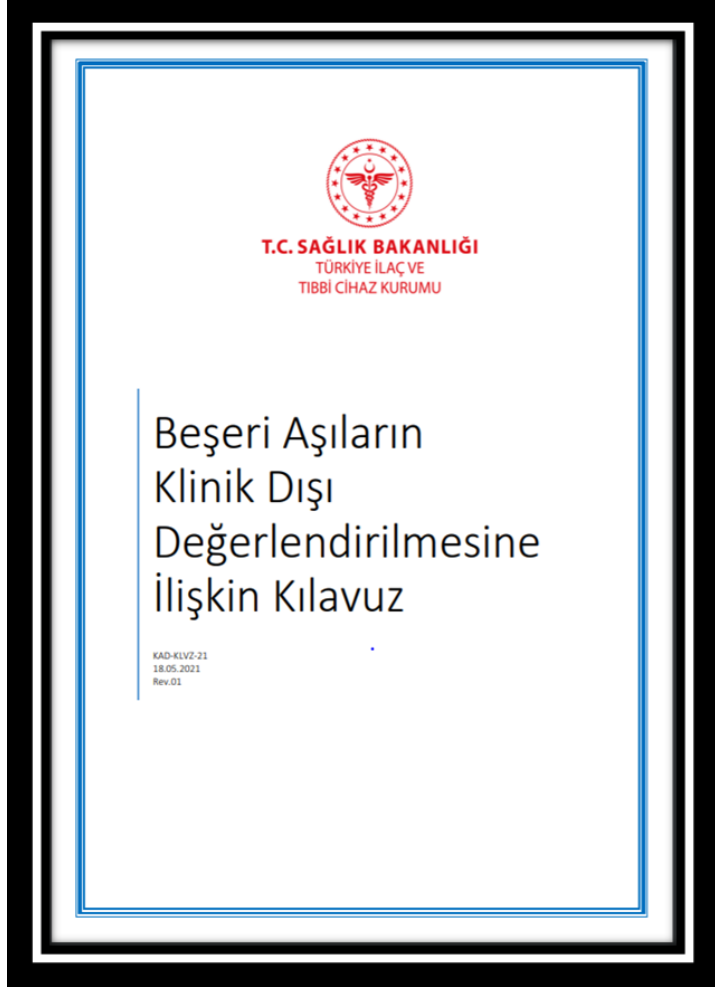 T.C. SAĞLIK BAKANLIĞI
TÜRKİYE İLAÇ VE
TIBBİ CİHAZ KURUMU
Beşeri Aşıların
Klinik Dışı
Değerlendirilmesine
İlişkin Kılavuz
KAD-KLVZ-21
18.05.2021
Rev.01